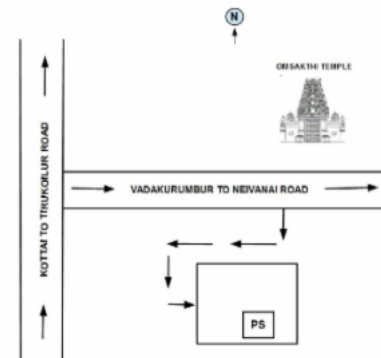 N
OMSAKTHI TEMPLE
KOTTAI TO TIRUKOILUR ROAD
VADAKURUMBUR TO NEIVANAI ROAD
PS